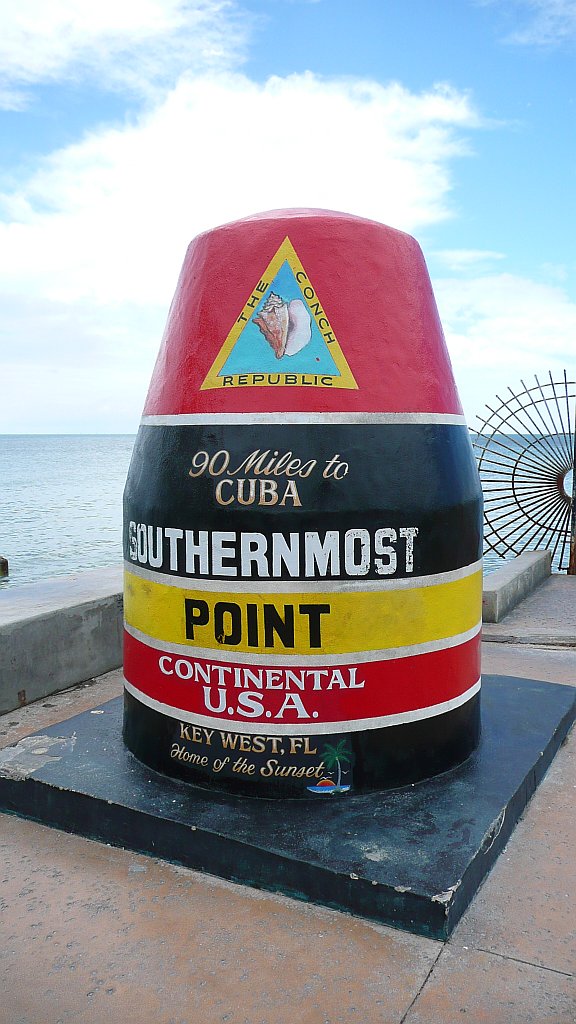 THE CONCH
REPUBLIC
90 Miles to
CUBA
SOUTHERNMOST
POINT
CONTINENTAL
U.S.A.
KEY WEST, FL
Home of the Sunset